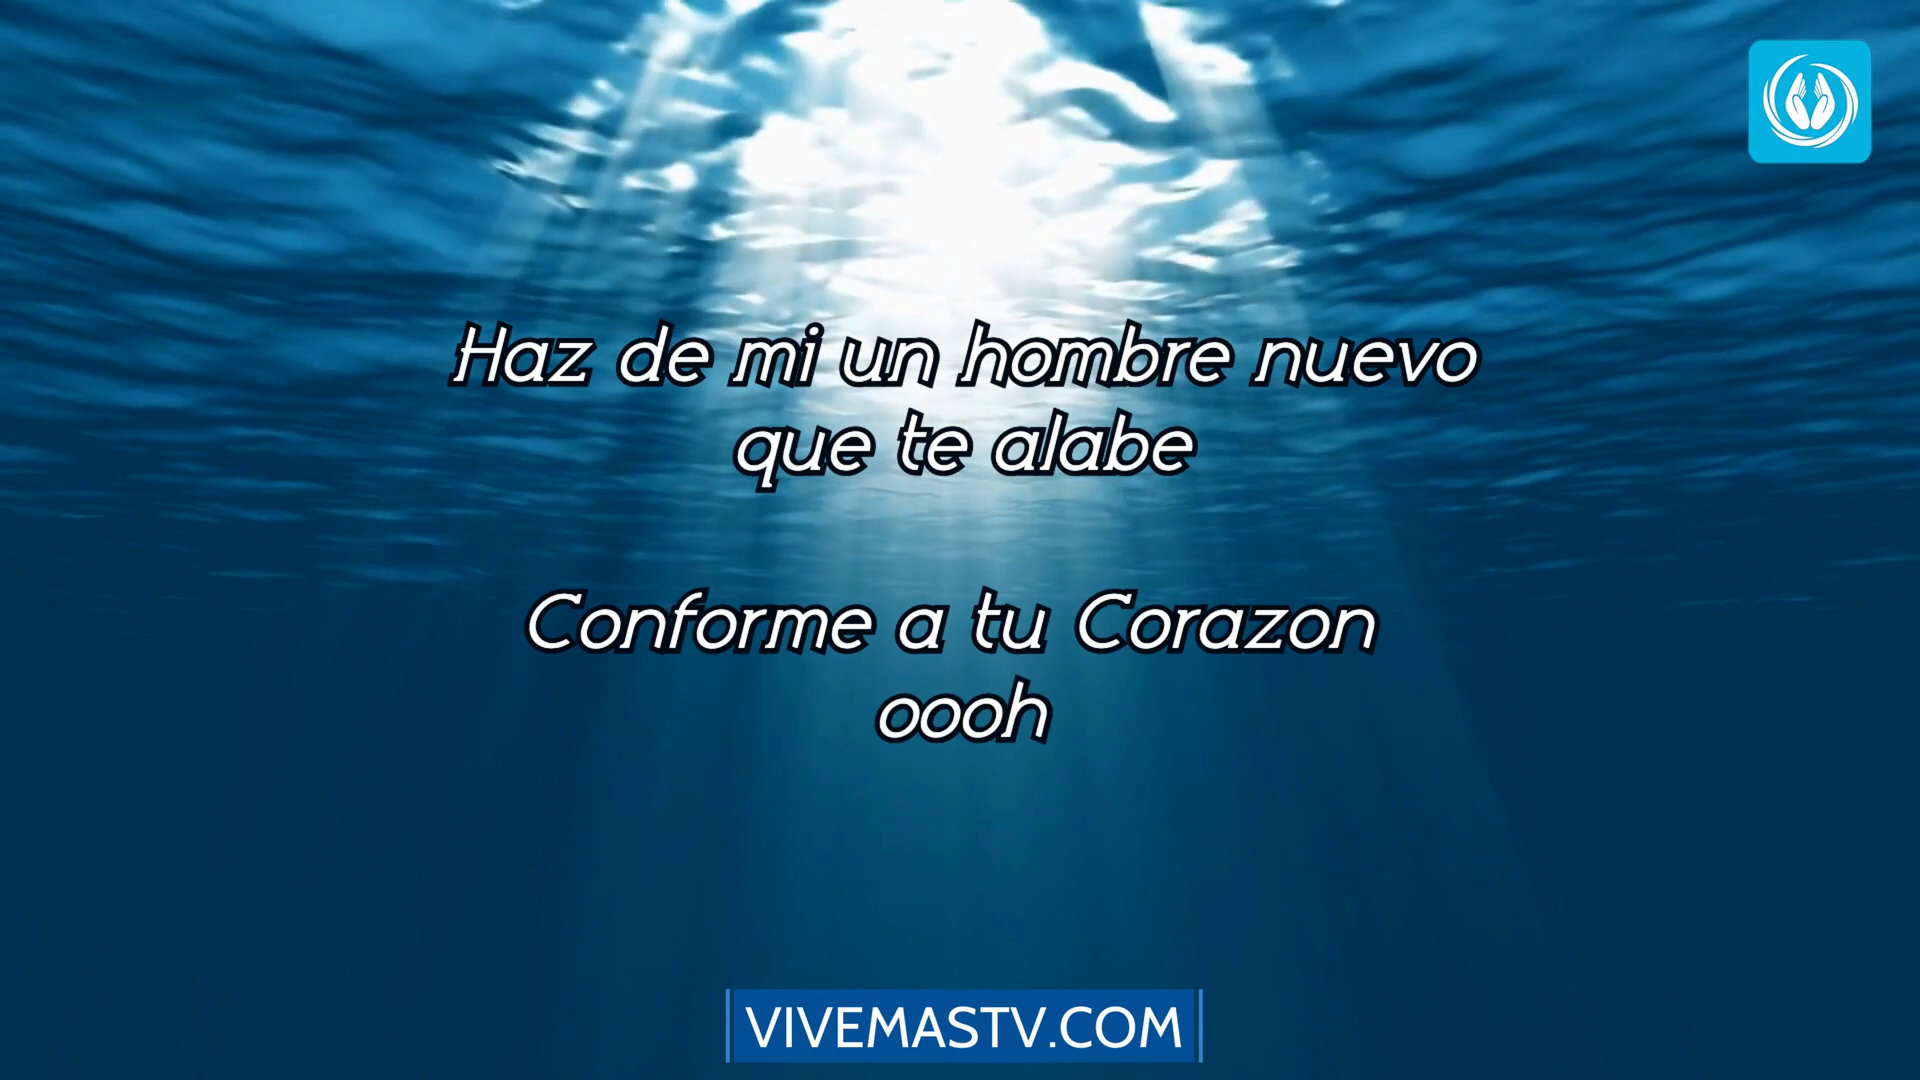 Haz de mi un hombre nuevo
que te alabe
Conforme a tu Corazon
oooh
VIVEMASTV.COM